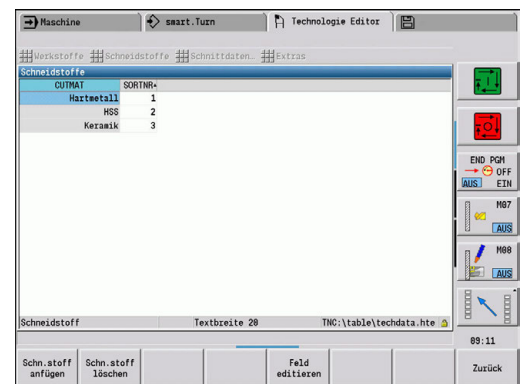 Maschine smart.Turn Technologie Editor
Werkstoffe Schneidstoffe Schnittdaten… Extras
Schneidstoffe
CUTMAT SORTNR
Hartmetall 1
HSS 2
Keramik 3
END PGM
OFF
AUS EIN
M07
AUS
M08
AUS
Schneidstoff Textbreite 20 TNC:\table\techdata.hte
09:11
Schn.stoff anfügen
Schn.stoff löschen
Feld editieren
Zurück